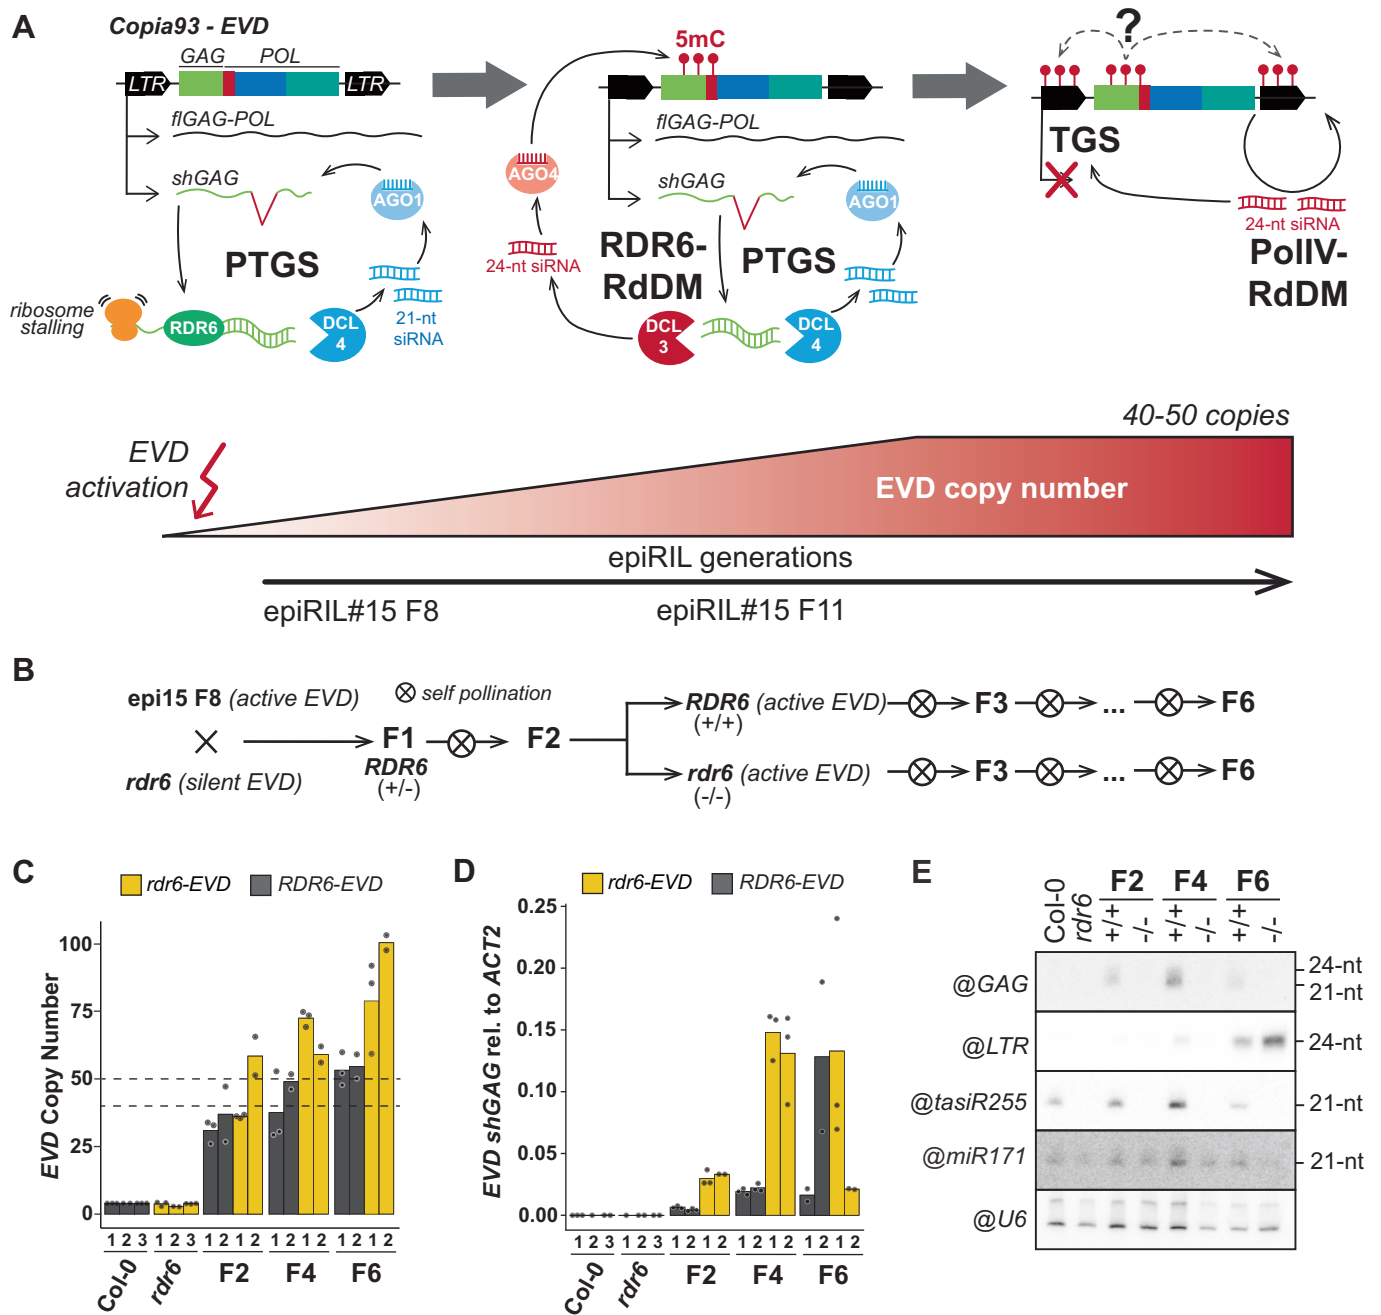 A
Copia93 - EVD
GAG POL
LTR LTR
flGAG-POL
shGAG
AGO1
PTGS
ribosome
stalling
RDR6
DCL
4
21-nt
siRNA
5mC
flGAG-POL
AGO4
shGAG
AGO1
24-nt siRNA
RDR6-
RdDM
PTGS
DCL
3
DCL
4
?
TGS
24-nt siRNA
PolIV-
RdDM
EVD
activation
40-50 copies
EVD copy number
epiRIL generations
epiRIL#15 F8 epiRIL#15 F11
B
epi15 F8 (active EVD)
self pollination
rdr6 (silent EVD)
F1
RDR6
(+/-)
F2
RDR6 (active EVD)
(+/+)
F3 ... F6
rdr6 (active EVD)
(-/-)
F3 ... F6
C
rdr6-EVD RDR6-EVD
EVD Copy Number
100
75
50
25
0
1 2 3 1 2 3 1 2 1 2 1 2 1 2 1 2 1 2
Col-0 rdr6 F2 F4 F6
D
rdr6-EVD RDR6-EVD
EVD shGAG rel. to ACT2
0.25
0.20
0.15
0.10
0.05
0.00
1 2 3 1 2 3 1 2 1 2 1 2 1 2 1 2 1 2
Col-0 rdr6 F2 F4 F6
E
F2 F4 F6
Col-0 rdr6 +/+ -/- +/+ -/- +/+ -/-
@GAG
24-nt
21-nt
@LTR 24-nt
@tasiR255 21-nt
@miR171 21-nt
@U6